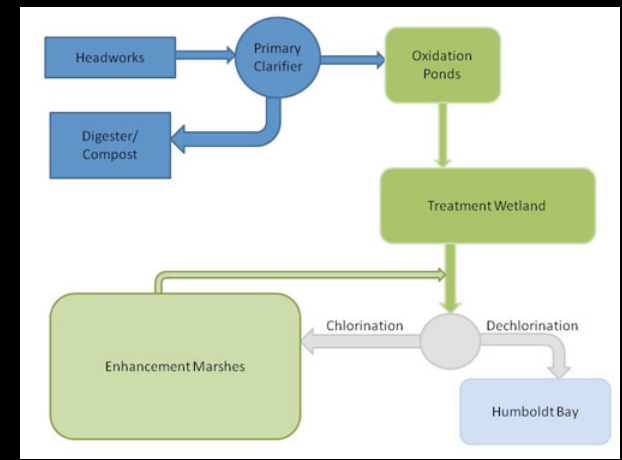 Headworks
Primary
Clarifier
Oxidation
Ponds
Digester/
Compost
Treatment Wetland
Chlorination
Dechlorination
Enhancement Marshes
Humboldt Bay